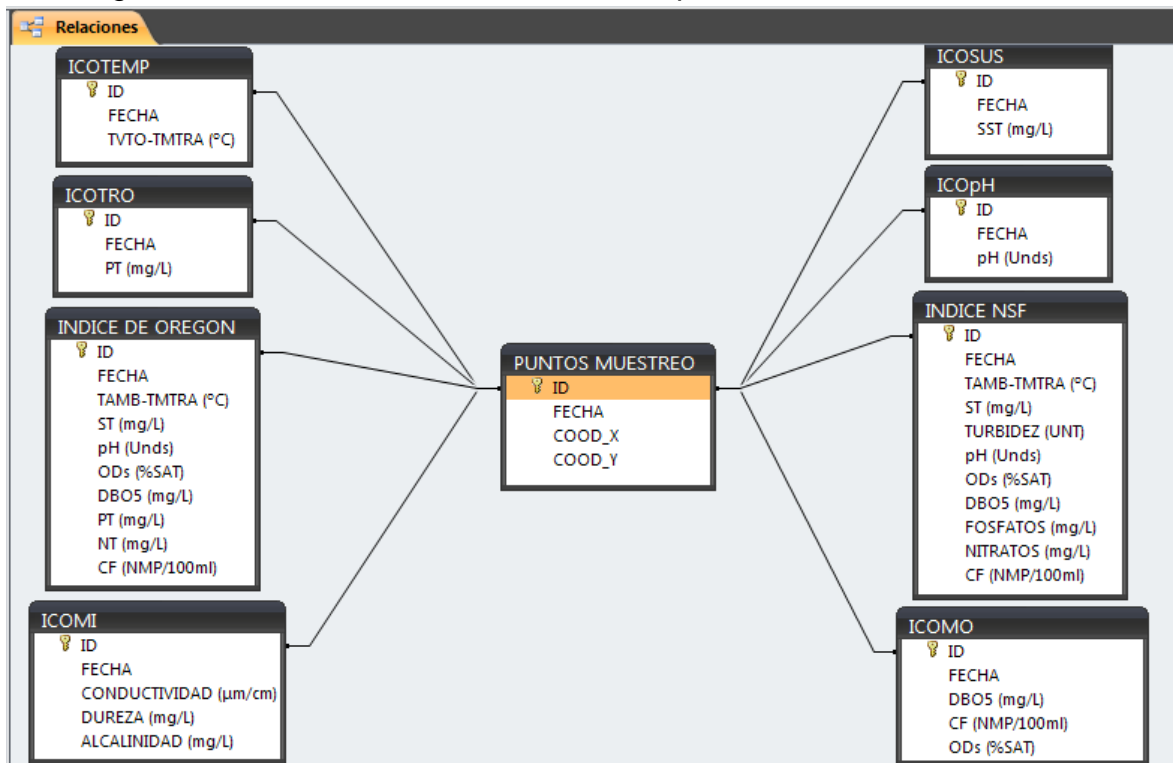 Relaciones
ICOTEMP
ID
FECHA
TVTO-TMTRA (°C)
ICOTRO
ID
FECHA
PT (mg/L)
INDICE DE OREGON
ID
FECHA
TAMB-TMTRA (°C)
ST (mg/L)
pH (Unds)
ODs (%SAT)
DBO5 (mg/L)
PT (mg/L)
NT (mg/L)
CF (NMP/100ml)
ICOMI
ID
FECHA
CONDUCTIVIDAD (µm/cm)
DUREZA (mg/L)
ALCALINIDAD (mg/L)
PUNTOS MUESTREO
ID
FECHA
COOD_X
COOD_Y
ICOSUS
ID
FECHA
SST (mg/L)
ICOpH
ID
FECHA
pH (Unds)
INDICE NSF
ID
FECHA
TAMB-TMTRA (°C)
ST (mg/L)
TURBIDEZ (UNT)
pH (Unds)
ODs (%SAT)
DBO5 (mg/L)
FOSFATOS (mg/L)
NITRATOS (mg/L)
CF (NMP/100ml)
ICOMO
ID
FECHA
DBO5 (mg/L)
CF (NMP/100ml)
ODs (%SAT)